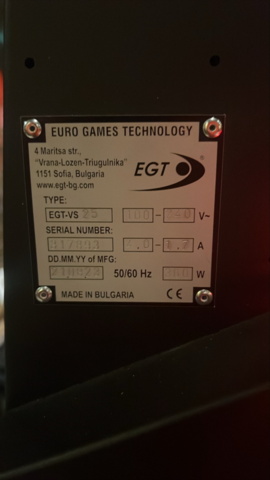 EURO GAMES TECHNOLOGY
4 Maritsa str.,
"Vrana-Lozen-Triugulnika"
1151 Sofia, Bulgaria
www.egt-bg.com
EGT
TYPE:
EGT-VS V~
SERIAL NUMBER:
A
DD.MM.YY of MFG:
50/60 Hz W
MADE IN BULGARIA CE